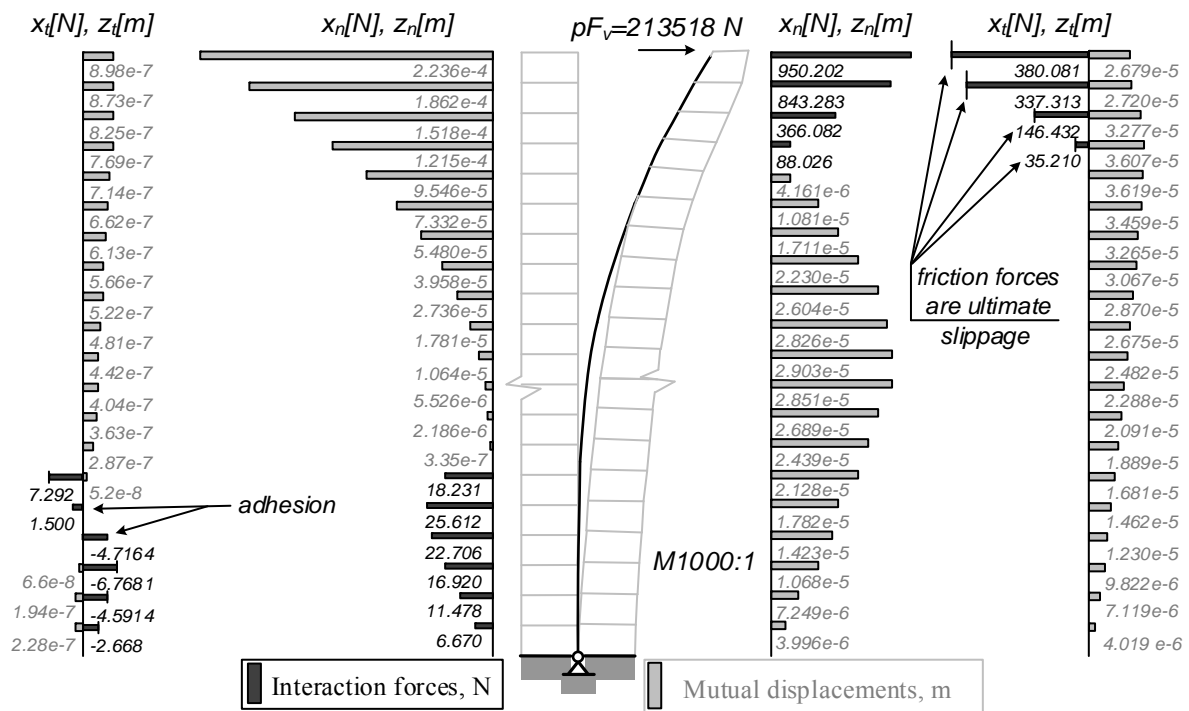 xt[N], zt[m]
xn[N], zn[m]
pFv=213518 N
xn[N], zn[m]
xt[N], zt[m]
8.98e-7
8.73e-7
8.25e-7
7.69e-7
7.14e-7
6.62e-7
6.13e-7
5.66e-7
5.22e-7
4.81e-7
4.42e-7
4.04e-7
3.63e-7
2.87e-7
7.292
5.2e-8
1.500
adhesion
-4.7164
6.6e-8
-6.7681
1.94e-7
-4.5914
2.28e-7
-2.668
2.236e-4
1.862e-4
1.518e-4
1.215e-4
9.546e-5
7.332e-5
5.480e-5
3.958e-5
2.736e-5
1.781e-5
1.064e-5
5.526e-6
2.186e-6
3.35e-7
18.231
25.612
22.706
16.920
11.478
6.670
M1000:1
950.202
843.283
366.082
88.026
4.161e-6
1.081e-5
1.711e-5
2.230e-5
2.604e-5
2.826e-5
2.903e-5
2.851e-5
2.689e-5
2.439e-5
2.128e-5
1.782e-5
1.423e-5
1.068e-5
7.249e-6
3.996e-6
380.081
337.313
146.432
35.210
friction forces
are ultimate
slippage
2.679e-5
2.720e-5
3.277e-5
3.607e-5
3.619e-5
3.459e-5
3.265e-5
3.067e-5
2.870e-5
2.675e-5
2.482e-5
2.288e-5
2.091e-5
1.889e-5
1.681e-5
1.462e-5
1.230e-5
9.822e-6
7.119e-6
4.019 e-6
Interaction forces, N
Mutual displacements, m